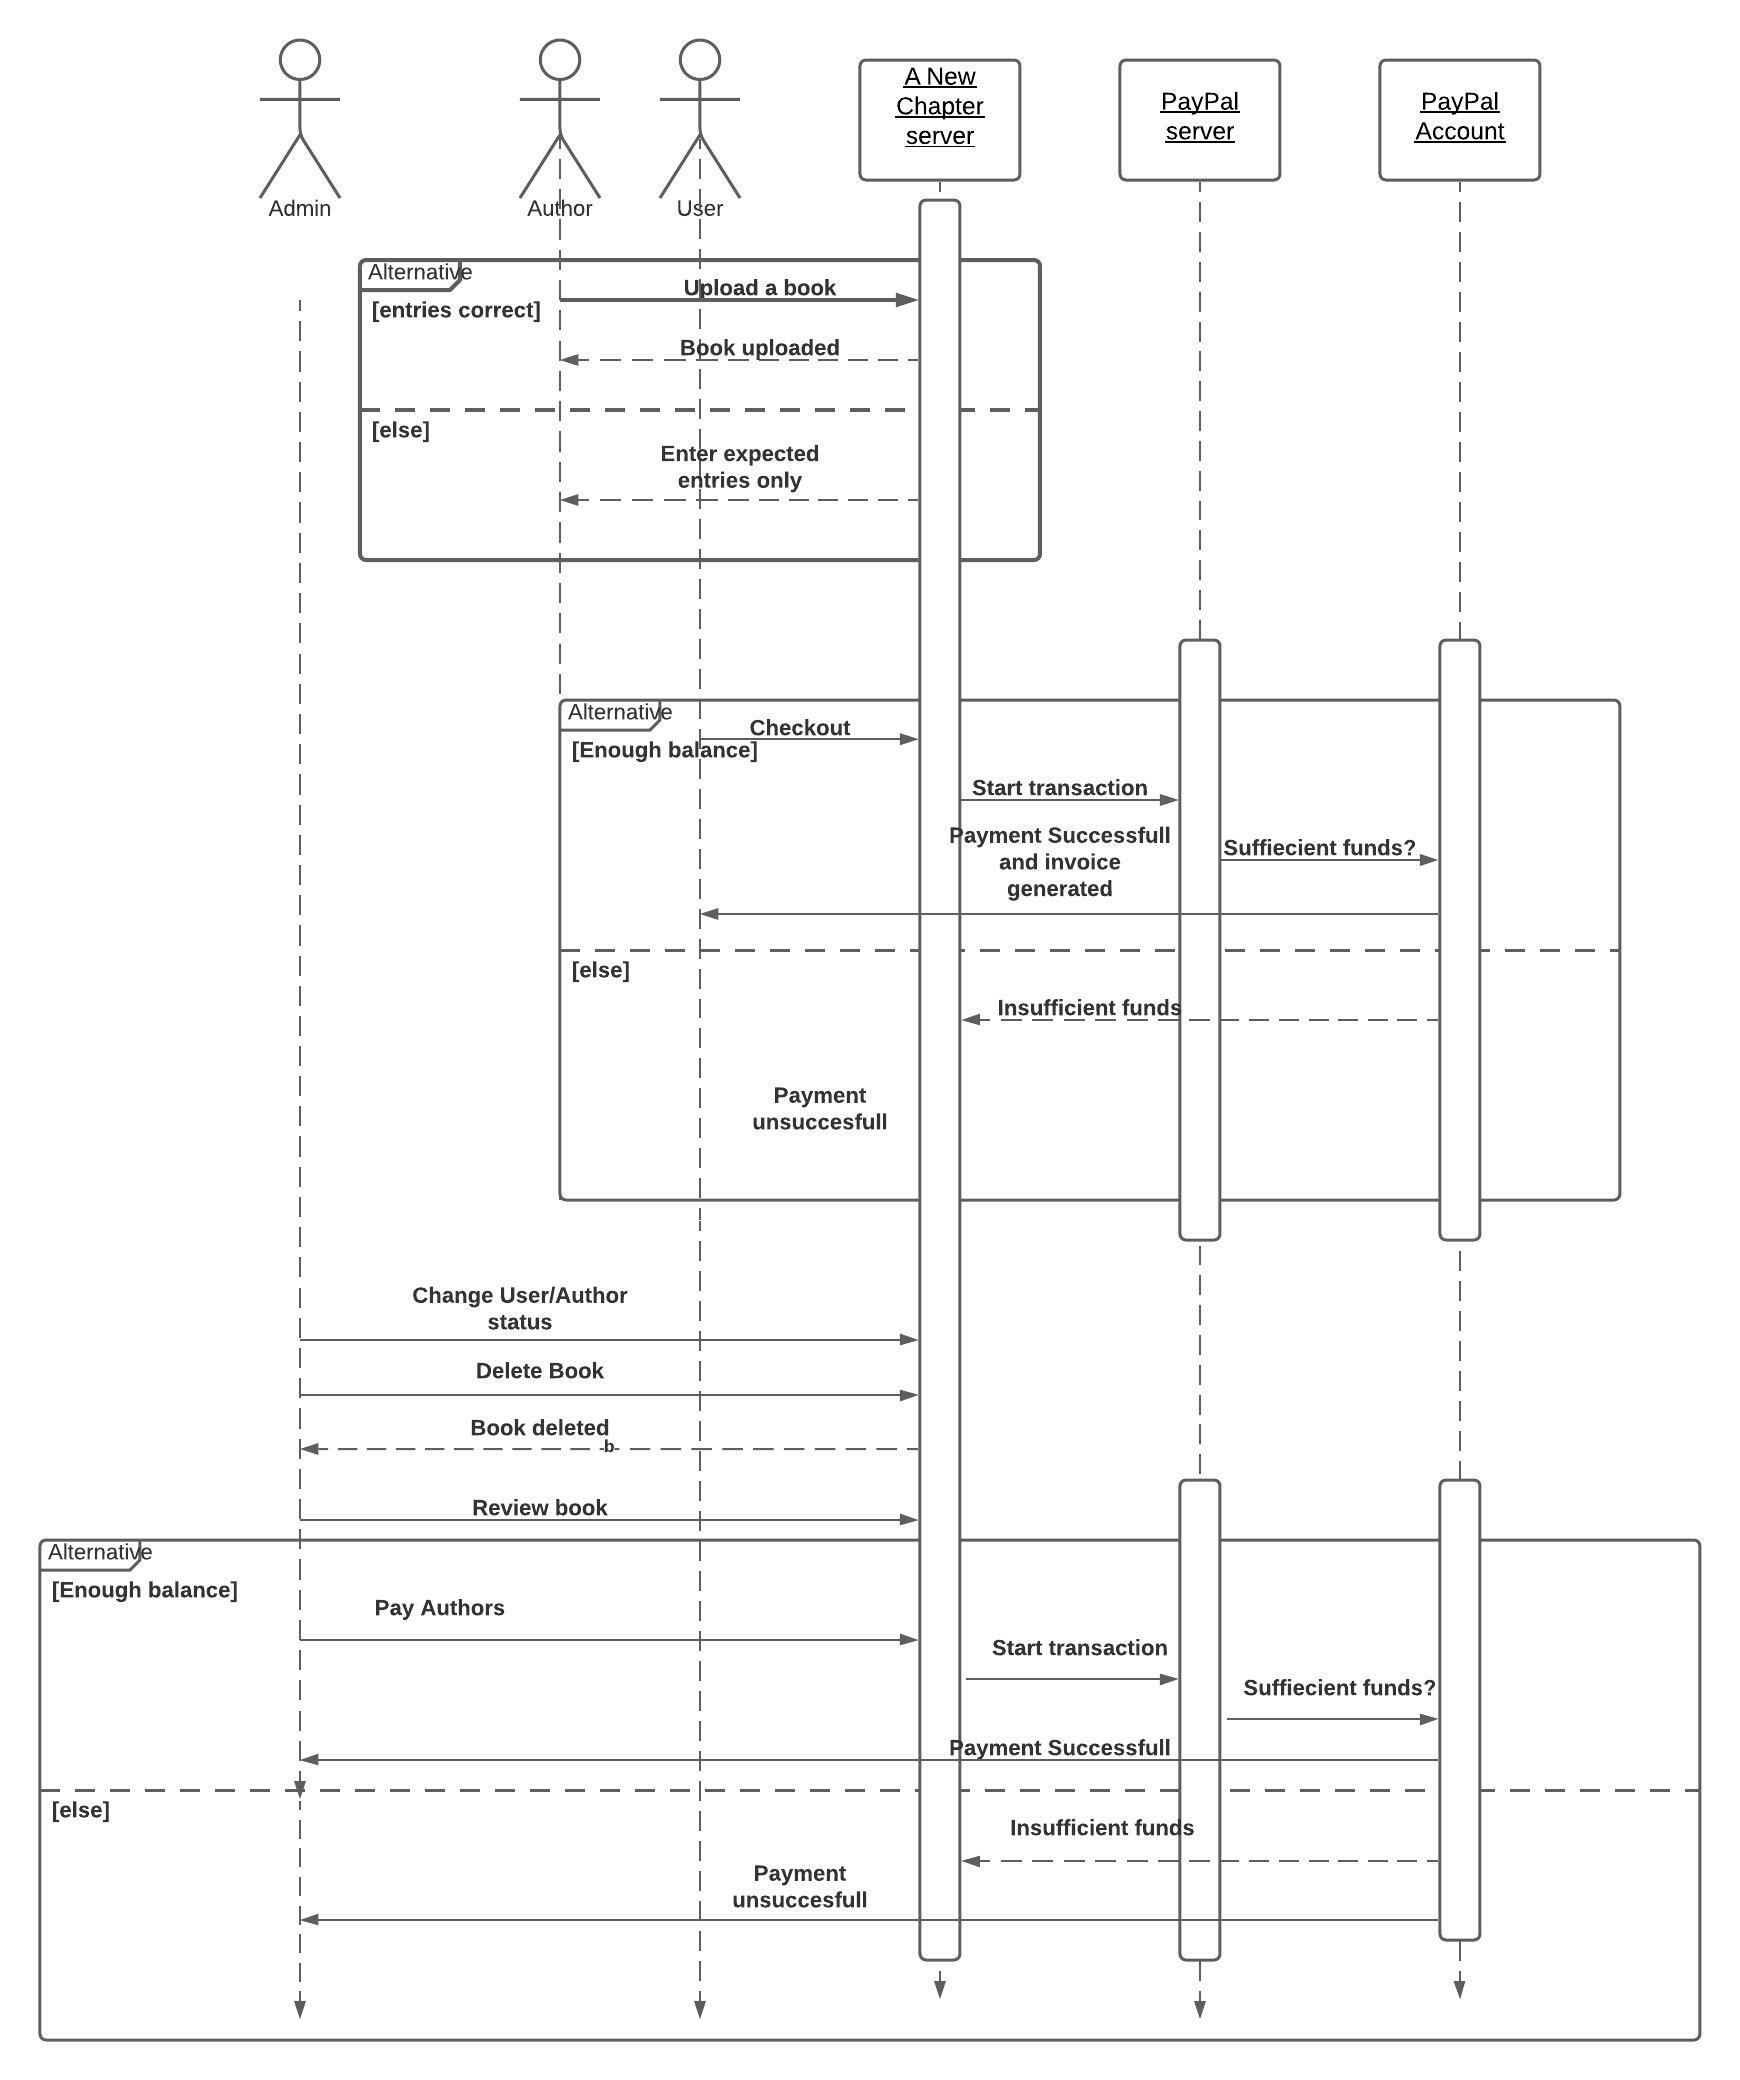 A New
Chapter
server
PayPal
server
PayPal
Account
Admin
Author
User
Alternative
Upload a book
[entries correct]
Book uploaded
[else]
Enter expected
entries only
Alternative
Checkout
[Enough balance]
Start transaction
Payment Successfull
and invoice
generated
Suffiecient funds?
[else]
Insufficient funds
Payment
unsuccesfull
Change User/Author
status
Delete Book
Book deleted
b
Review book
Alternative
[Enough balance]
Pay Authors
Start transaction
Suffiecient funds?
Payment Successfull
[else]
Insufficient funds
Payment
unsuccesfull